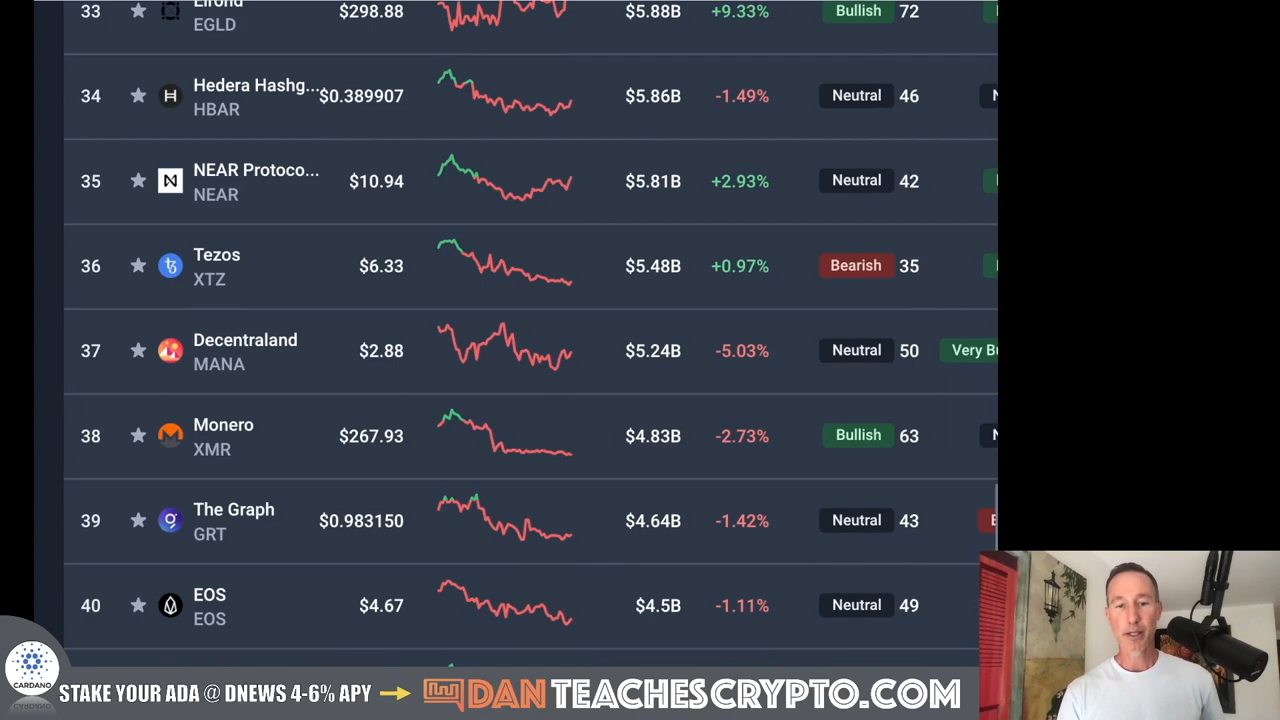 33 Elrond $298.88 $5.88B +9.33% Bullish 72
EGLD
34 Hedera Hashg... $0.389907 $5.86B -1.49% Neutral 46
HBAR
35 NEAR Protoco... $10.94 $5.81B +2.93% Neutral 42
NEAR
36 Tezos $6.33 $5.48B +0.97% Bearish 35
XTZ
37 Decentraland $2.88 $5.24B -5.03% Neutral 50 Very Bu
MANA
38 Monero $267.93 $4.83B -2.73% Bullish 63
XMR
39 The Graph $0.983150 $4.64B -1.42% Neutral 43
GRT
40 EOS $4.67 $4.5B -1.11% Neutral 49
EOS
CARDANO
STAKE YOUR ADA @ DNEWS 4-6% APY DANTEACHESCRYPTO.COM